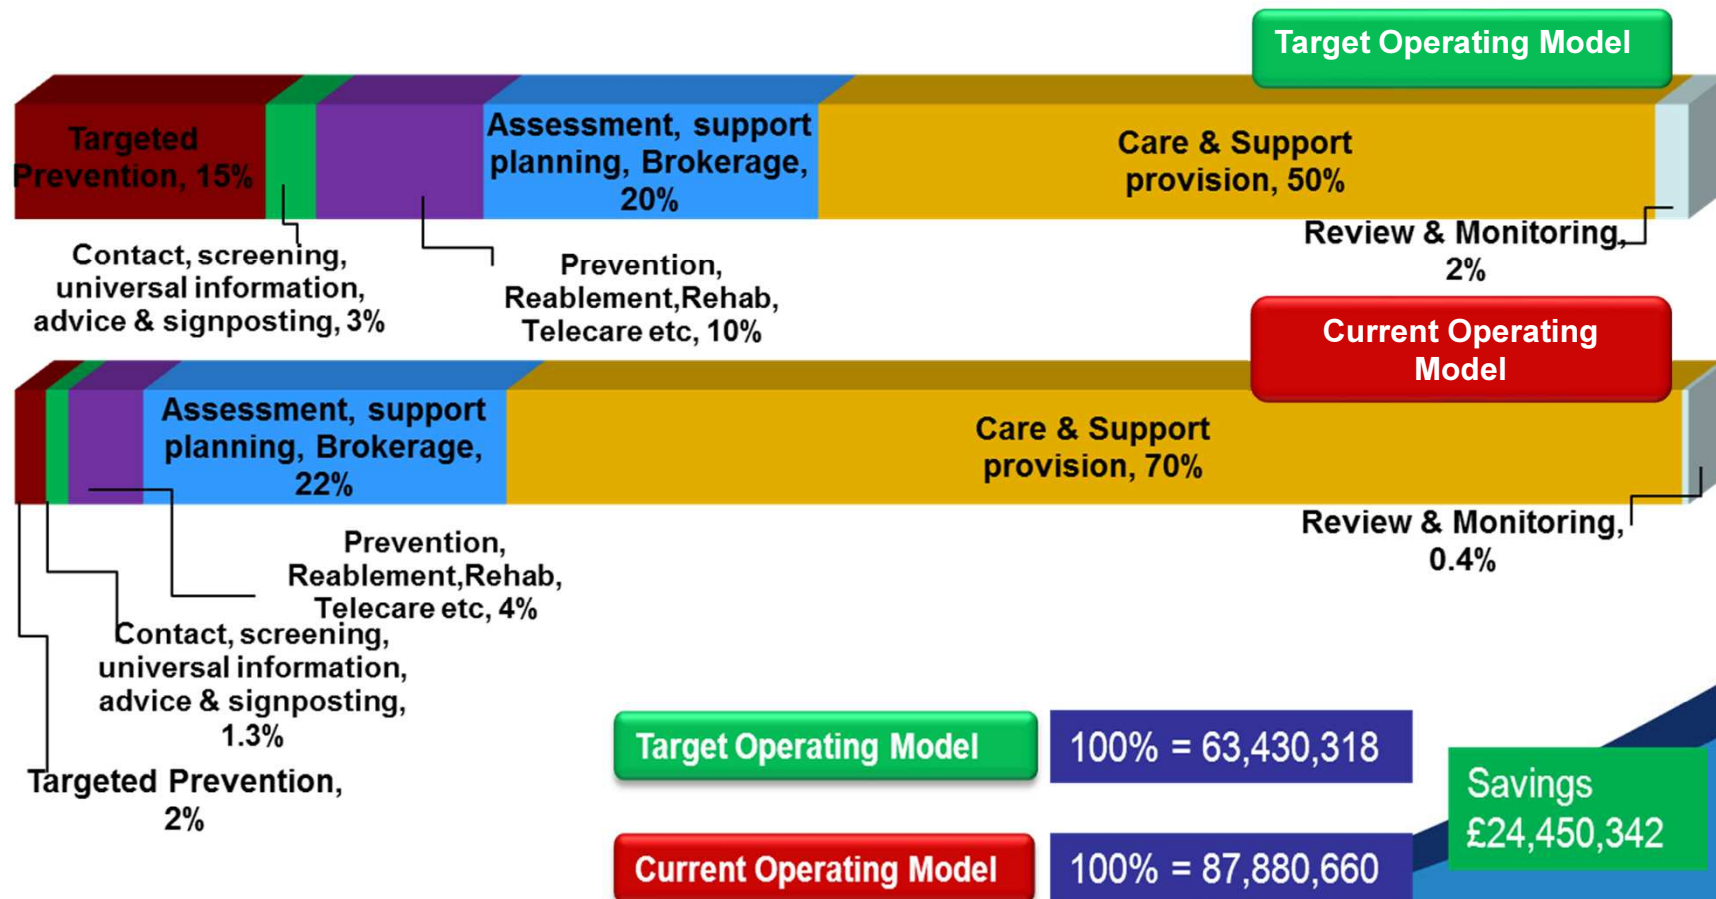 Target Operating Model
Targeted
Prevention, 15%
Assessment, support
planning, Brokerage,
20%
Care & Support
provision, 50%
Contact, screening,
universal information,
advice & signposting, 3%
Prevention,
Reablement,Rehab,
Telecare etc, 10%
Review & Monitoring,
2%
Current Operating
Model
Assessment, support
planning, Brokerage,
22%
Care & Support
provision, 70%
Review & Monitoring,
0.4%
Prevention,
Reablement,Rehab,
Telecare etc, 4%
Contact, screening,
universal information,
advice & signposting,
1.3%
Targeted Prevention,
2%
Target Operating Model
100% = 63,430,318
Savings
£24,450,342
Current Operating Model
100% = 87,880,660